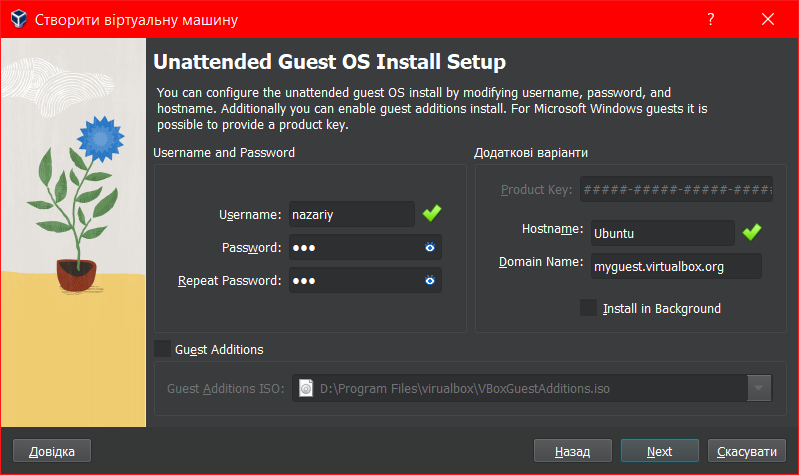 Створити віртуальну машину
?
Unattended Guest OS Install Setup
You can configure the unattended guest OS install by modifying username, password, and
hostname. Additionally you can enable guest additions install. For Microsoft Windows guests it is
possible to provide a product key.
Username and Password
Username: nazariy
Password: ●●●
Repeat Password: ●●●
Додаткові варіанти
Product Key: #####-#####-#####-####
Hostname: Ubuntu
Domain Name: myguest.virtualbox.org
Install in Background
Guest Additions
Guest Additions ISO: D:\Program Files\virualbox\VBoxGuestAdditions.iso
Довідка
Назад
Next
Скасувати